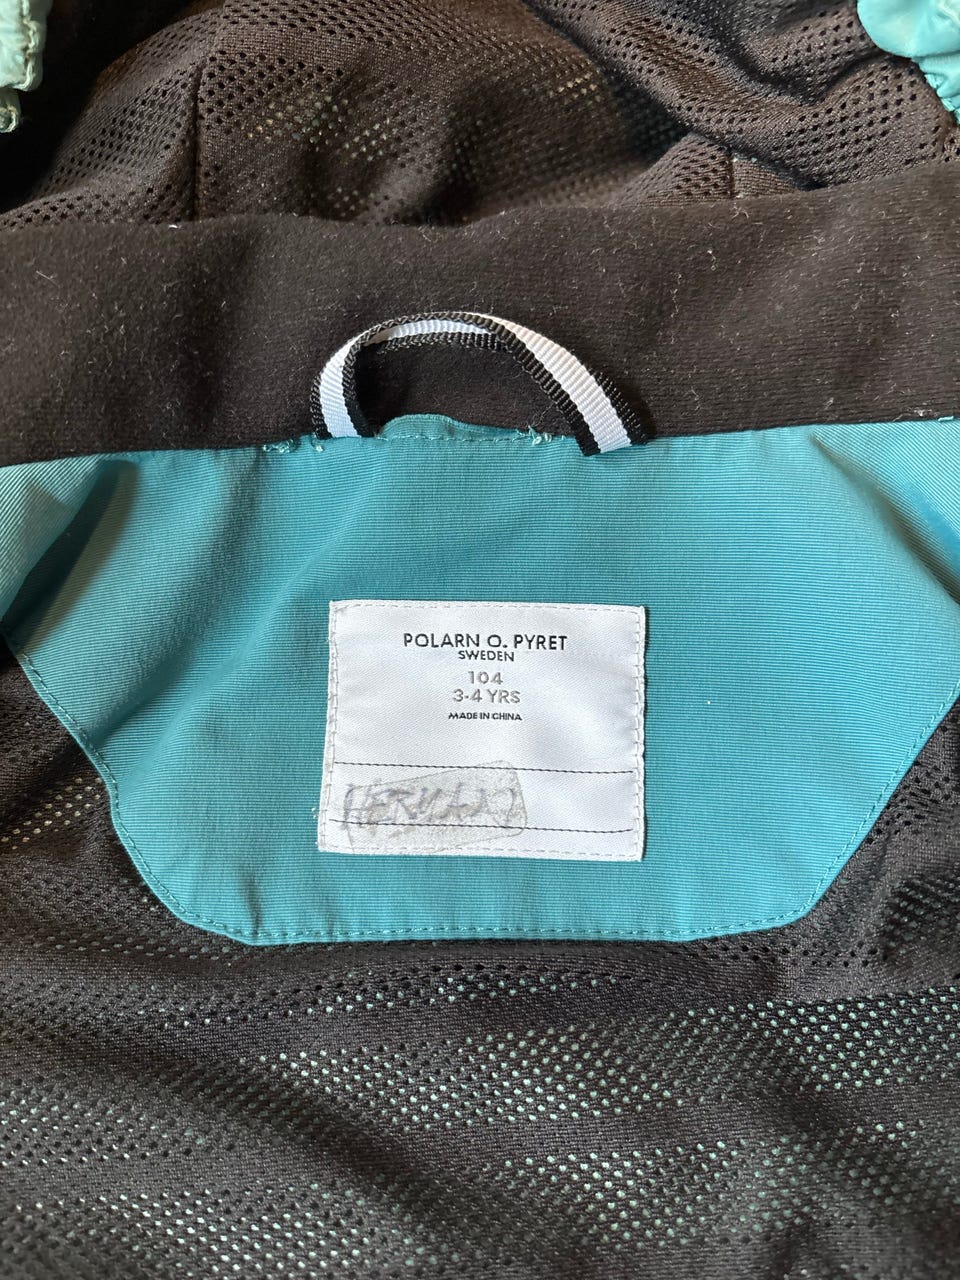 POLARN O. PYRET
SWEDEN
104
3-4 YRS
MADE IN CHINA